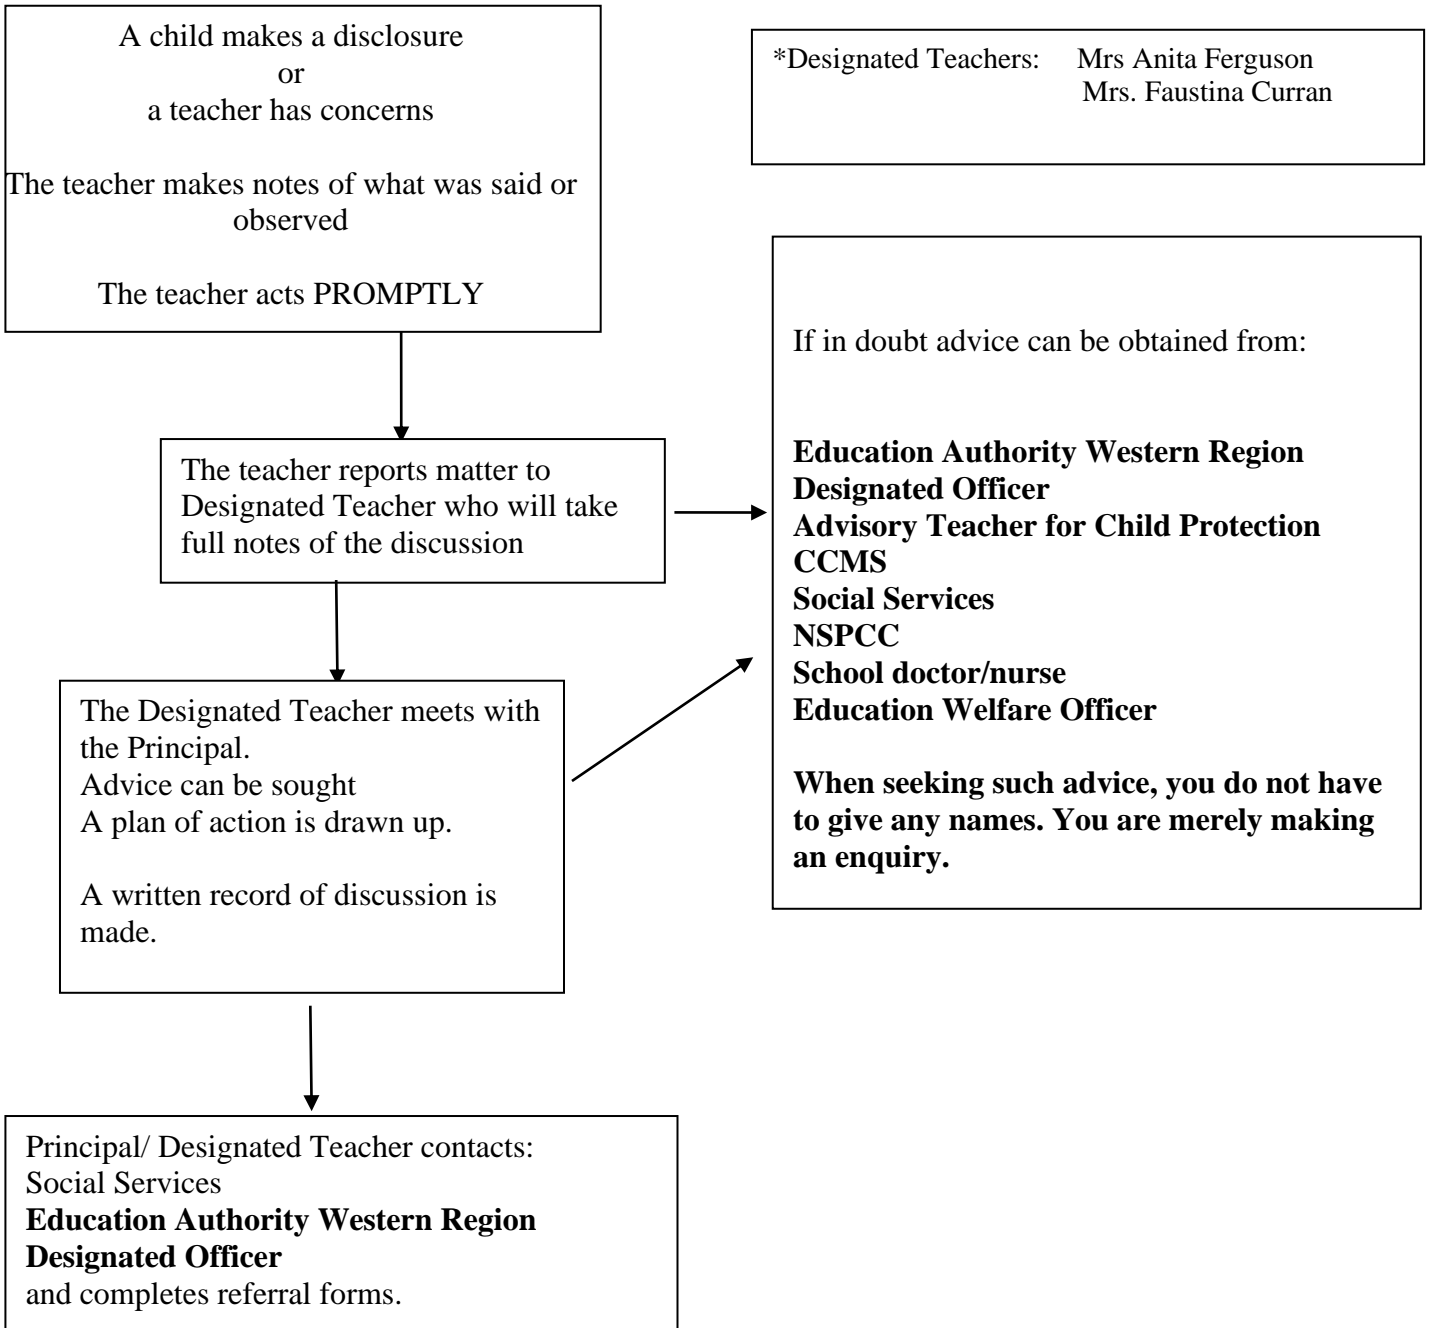 A child makes a disclosure
or
a teacher has concerns
The teacher makes notes of what was said or
observed
The teacher acts PROMPTLY
*Designated Teachers: Mrs Anita Ferguson
Mrs. Faustina Curran
The teacher reports matter to
Designated Teacher who will take
full notes of the discussion
If in doubt advice can be obtained from:
Education Authority Western Region
Designated Officer
Advisory Teacher for Child Protection
CCMS
Social Services
NSPCC
School doctor/nurse
Education Welfare Officer
When seeking such advice, you do not have
to give any names. You are merely making
an enquiry.
The Designated Teacher meets with
the Principal.
Advice can be sought
A plan of action is drawn up.
A written record of discussion is
made.
Principal/ Designated Teacher contacts:
Social Services
Education Authority Western Region
Designated Officer
and completes referral forms.